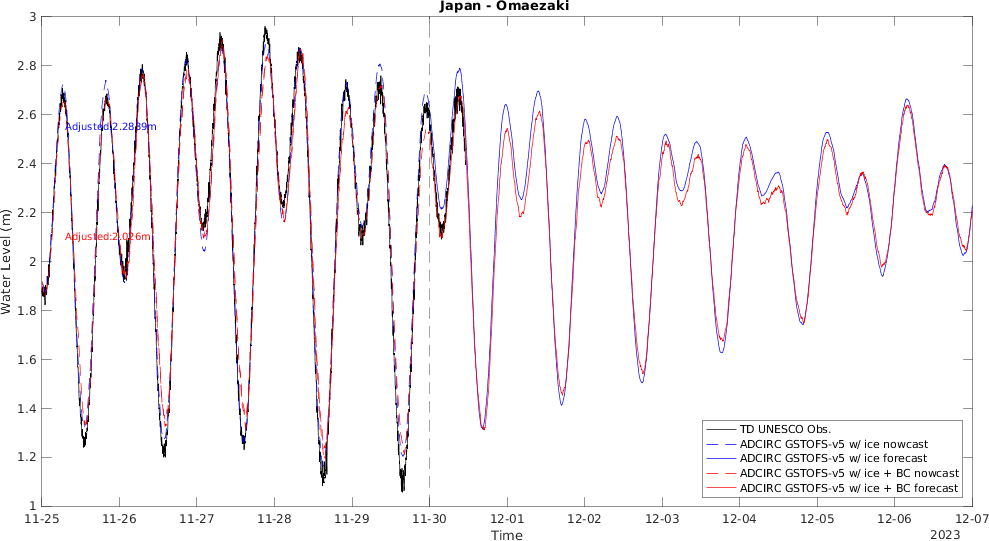 Japan - Omaezaki
Water Level (m)
3
2.8
2.6
2.4
2.2
2
1.8
1.6
1.4
1.2
1
Adjusted:2.2839m
Adjusted:2.026m
TD UNESCO Obs.
ADCIRC GSTOFS-v5 w/ ice nowcast
ADCIRC GSTOFS-v5 w/ ice forecast
ADCIRC GSTOFS-v5 w/ ice + BC nowcast
ADCIRC GSTOFS-v5 w/ ice + BC forecast
11-25 11-26 11-27 11-28 11-29 11-30 12-01 12-02 12-03 12-04 12-05 12-06 12-07
Time
2023